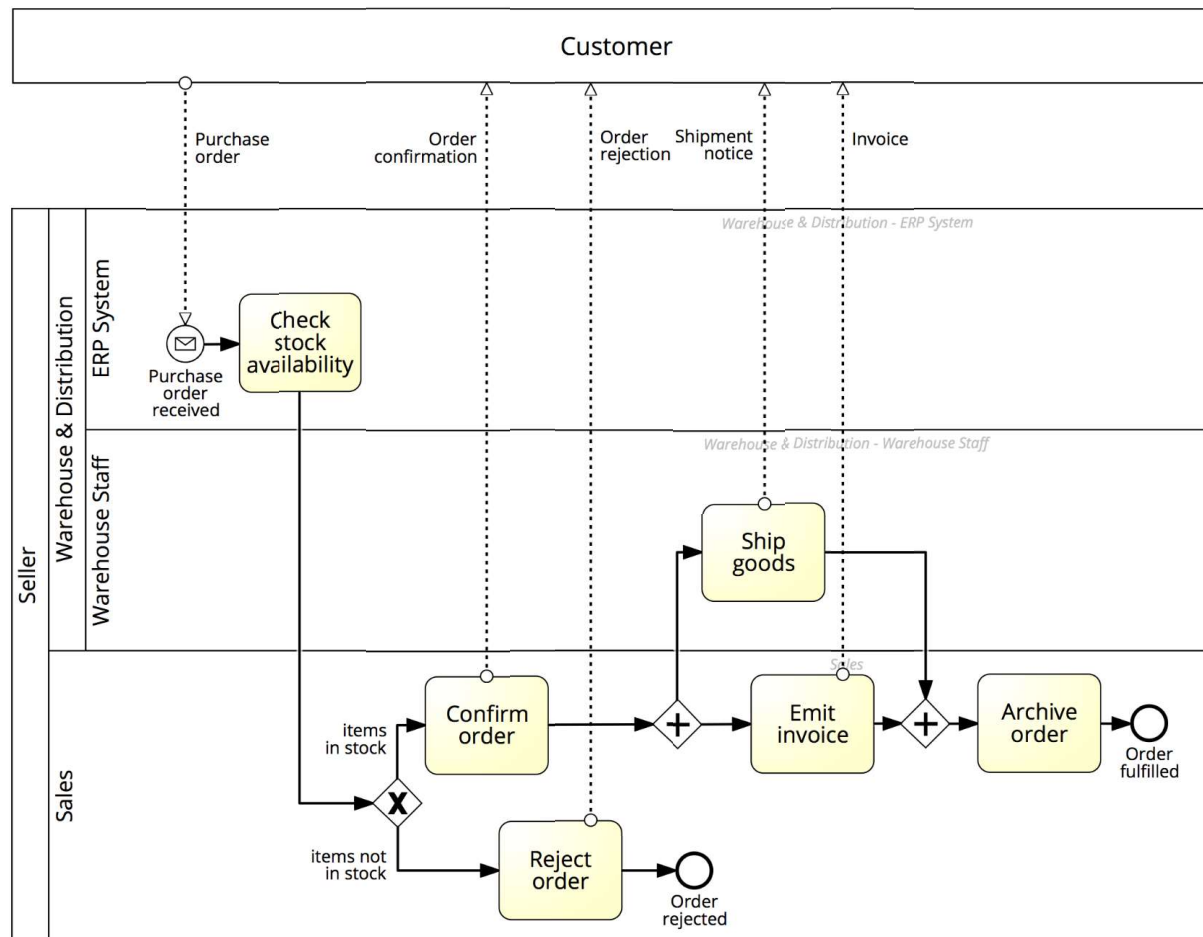 Customer
Purchase
order
Order
confirmation
Order
rejection
Shipment
notice
Invoice
Seller
Warehouse & Distribution
ERP System
Warehouse & Distribution - ERP System
Purchase
order
received
Check
stock
availability
Warehouse Staff
Warehouse & Distribution - Warehouse Staff
Ship
goods
Sales
Sales
items
in stock
Confirm
order
Emit
invoice
Archive
order
Order
fulfilled
X
items not
in stock
Reject
order
Order
rejected